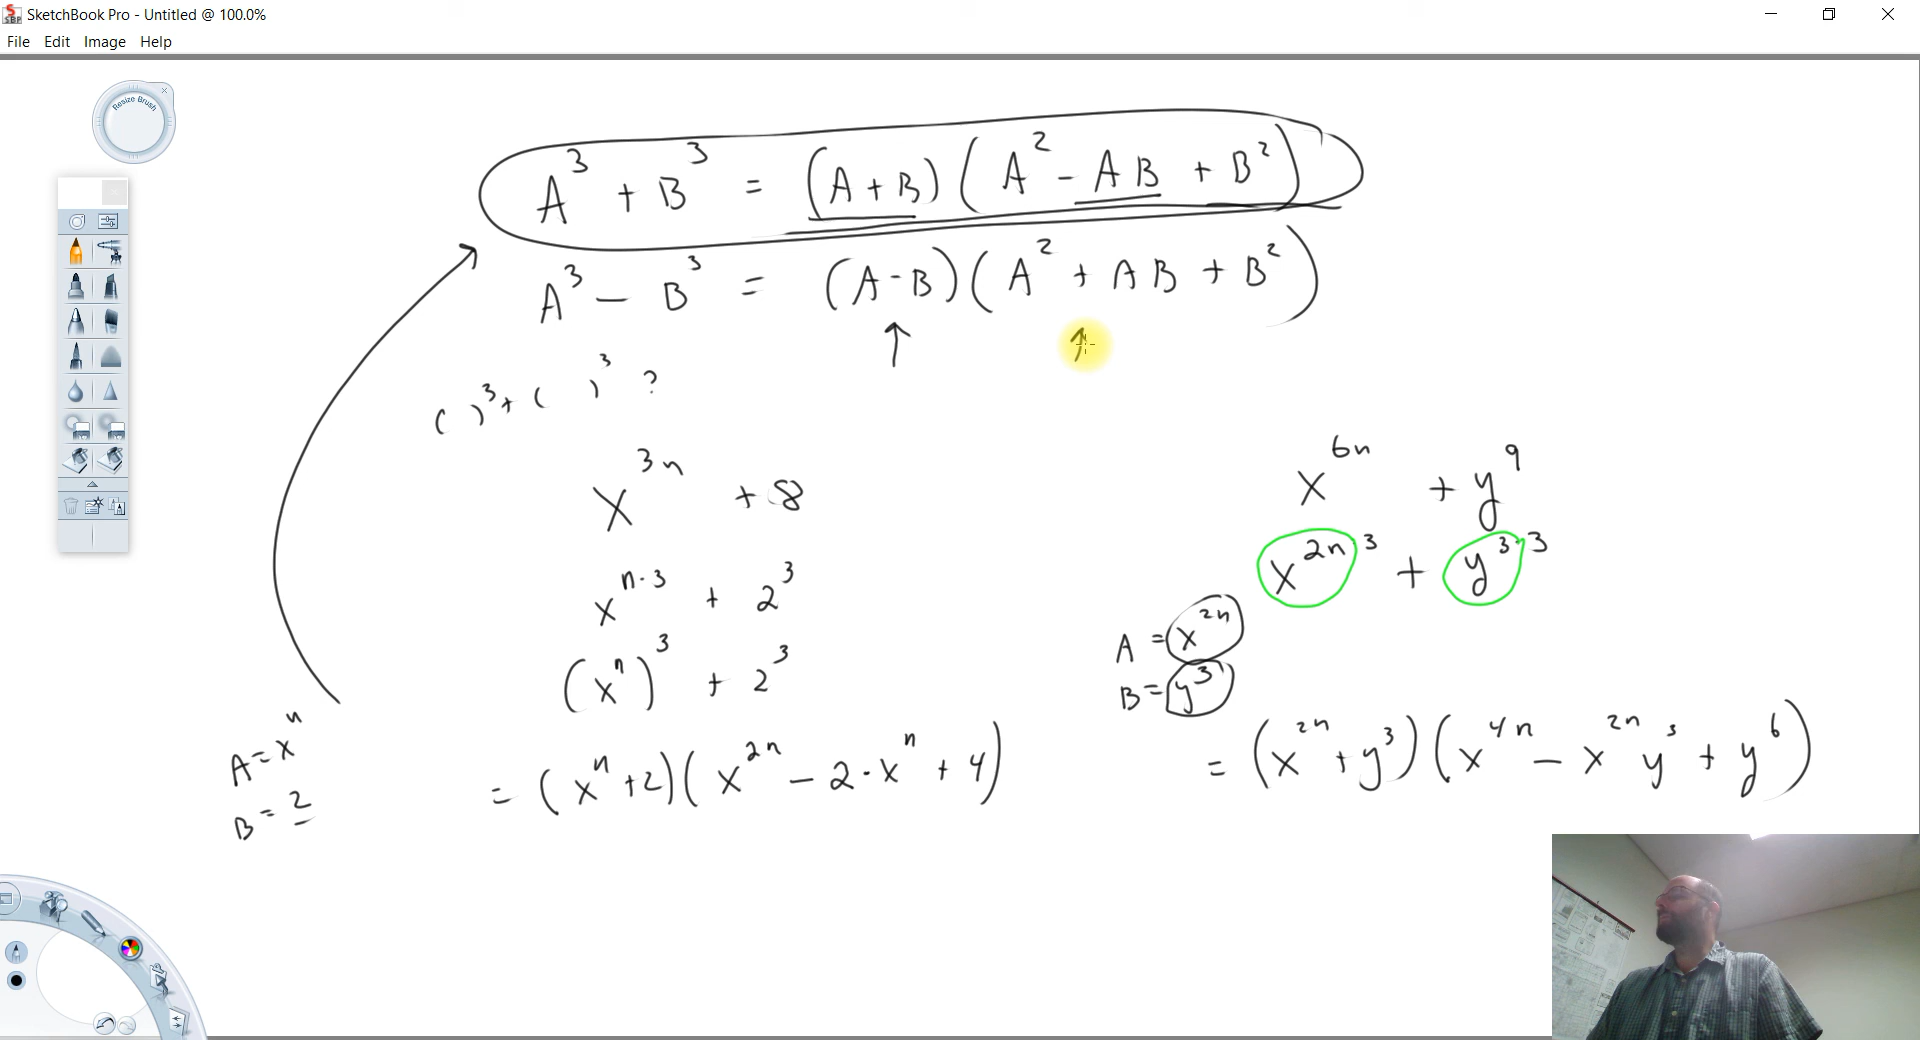 SketchBook Pro - Untitled @ 100.0%
File Edit Image Help
Resize Brush
A³ + B³ = (A+B)(A² - AB + B²)
A³ - B³ = (A-B)(A² + AB + B²)
( )³ + ( )³ ?
x³ⁿ + 8
xⁿ·³ + 2³
(xⁿ)³ + 2³
A = xⁿ
B = 2
= (xⁿ+2)(x²ⁿ - 2·xⁿ + 4)
x⁶ⁿ + y⁹
x²ⁿ·³ + y³·³
A = x²ⁿ
B = y³
= (x²ⁿ + y³)(x⁴ⁿ - x²ⁿy³ + y⁶)